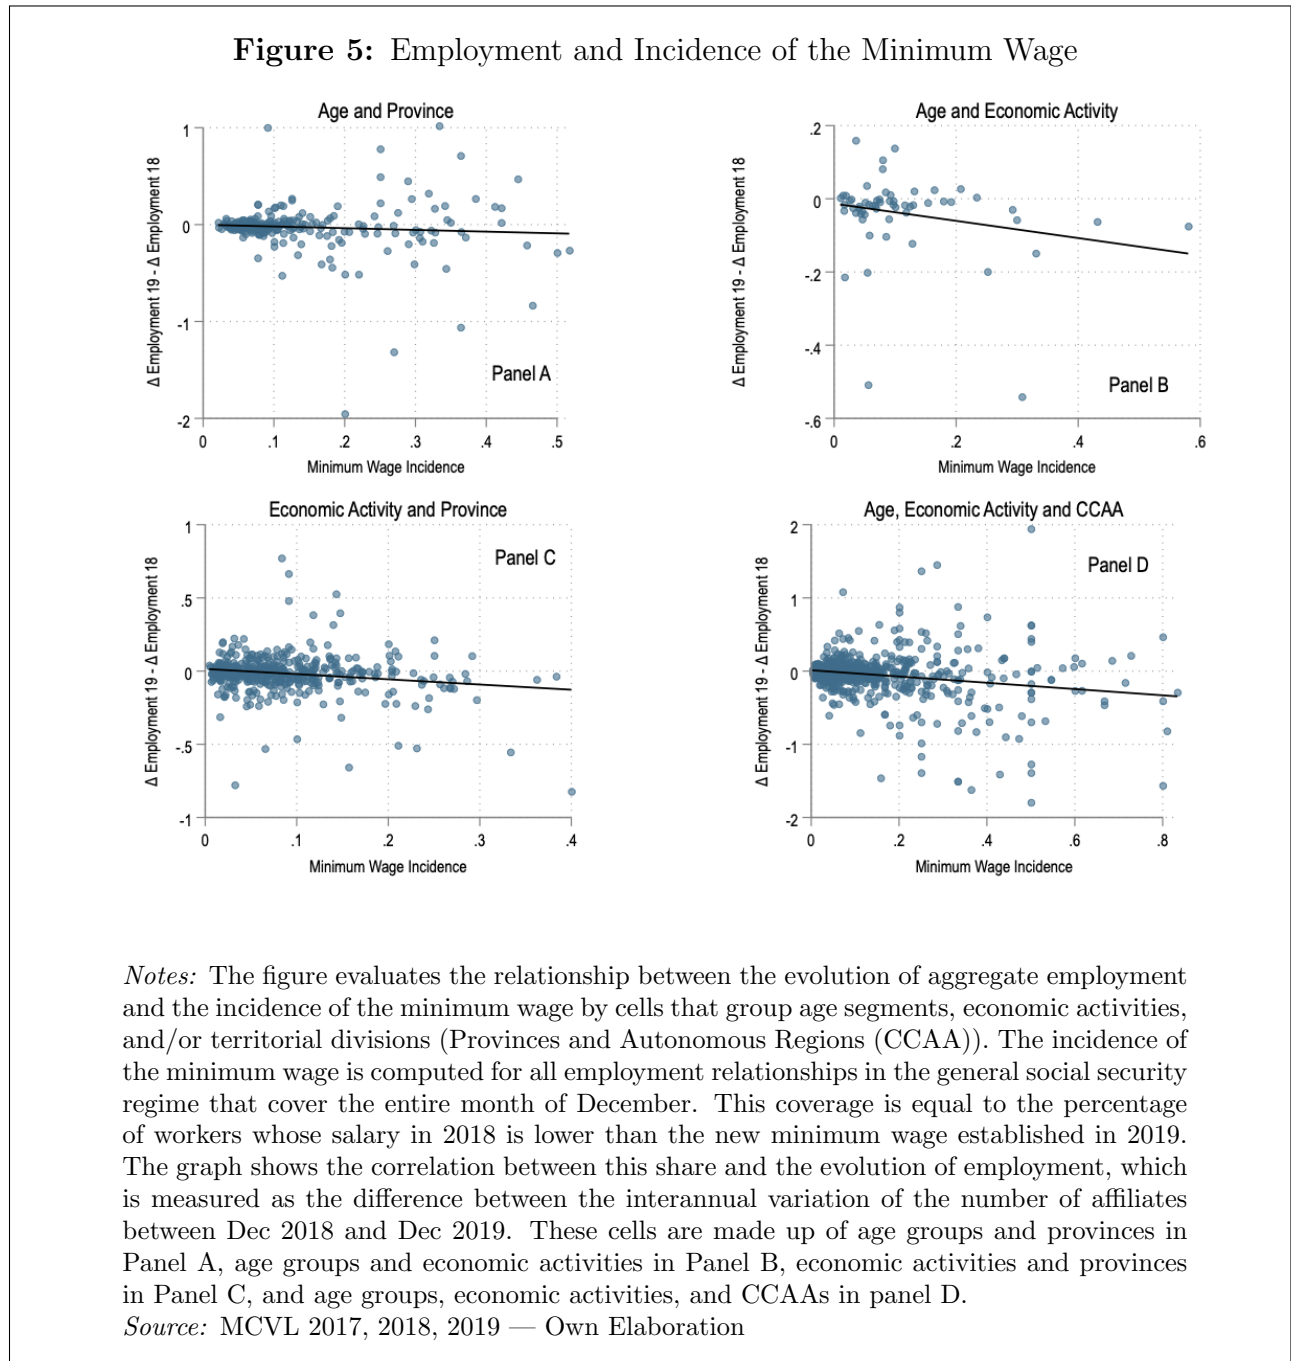 Figure 5: Employment and Incidence of the Minimum Wage
Age and Province
Δ Employment 19 - Δ Employment 18
1
0
-1
-2
Panel A
0 .1 .2 .3 .4 .5
Minimum Wage Incidence
Age and Economic Activity
Δ Employment 19 - Δ Employment 18
.2
0
-.2
-.4
-.6
Panel B
0 .2 .4 .6
Minimum Wage Incidence
Economic Activity and Province
Δ Employment 19 - Δ Employment 18
1
.5
0
-.5
-1
Panel C
0 .1 .2 .3 .4
Minimum Wage Incidence
Age, Economic Activity and CCAA
Δ Employment 19 - Δ Employment 18
2
1
0
-1
-2
Panel D
0 .2 .4 .6 .8
Minimum Wage Incidence
Notes: The figure evaluates the relationship between the evolution of aggregate employment
and the incidence of the minimum wage by cells that group age segments, economic activities,
and/or territorial divisions (Provinces and Autonomous Regions (CCAA)). The incidence of
the minimum wage is computed for all employment relationships in the general social security
regime that cover the entire month of December. This coverage is equal to the percentage
of workers whose salary in 2018 is lower than the new minimum wage established in 2019.
The graph shows the correlation between this share and the evolution of employment, which
is measured as the difference between the interannual variation of the number of affiliates
between Dec 2018 and Dec 2019. These cells are made up of age groups and provinces in
Panel A, age groups and economic activities in Panel B, economic activities and provinces
in Panel C, and age groups, economic activities, and CCAAs in panel D.
Source: MCVL 2017, 2018, 2019 — Own Elaboration